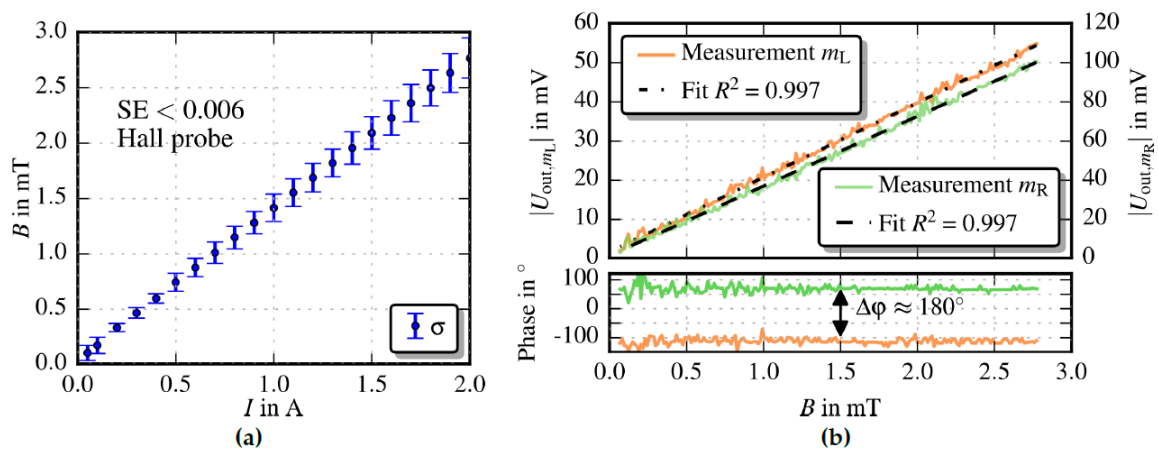 3.0
2.5
2.0
1.5
1.0
0.5
0.0
B in mT
SE < 0.006
Hall probe
σ
0.0 0.5 1.0 1.5 2.0
I in A
(a)
60
50
40
30
20
10
0
|U_out,m_L| in mV
Measurement m_L
Fit R² = 0.997
120
100
80
60
40
20
0
|U_out,m_R| in mV
Measurement m_R
Fit R² = 0.997
100
0
-100
Phase in °
Δφ ≈ 180°
0.0 0.5 1.0 1.5 2.0 2.5 3.0
B in mT
(b)